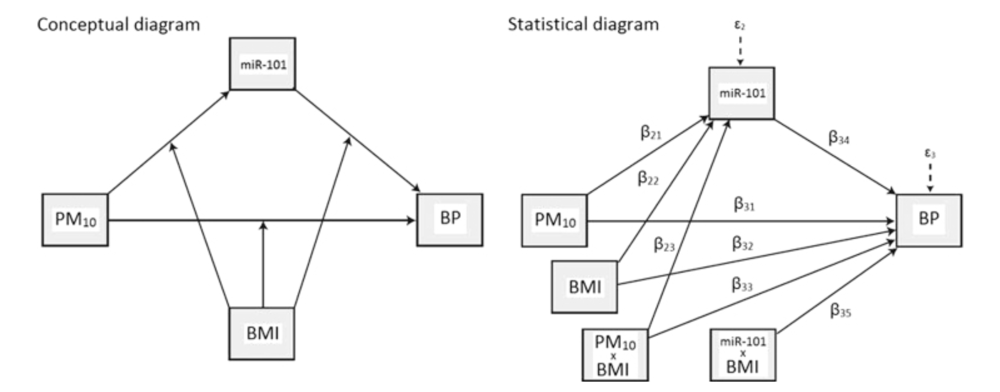 Conceptual diagram
miR-101
PM₁₀
BP
BMI
Statistical diagram
ε₂
miR-101
β₂₁
β₃₄
ε₃
β₂₂
PM₁₀
β₃₁
BP
β₂₃
β₃₂
BMI
β₃₃
β₃₅
PM₁₀
x
BMI
miR-101
x
BMI